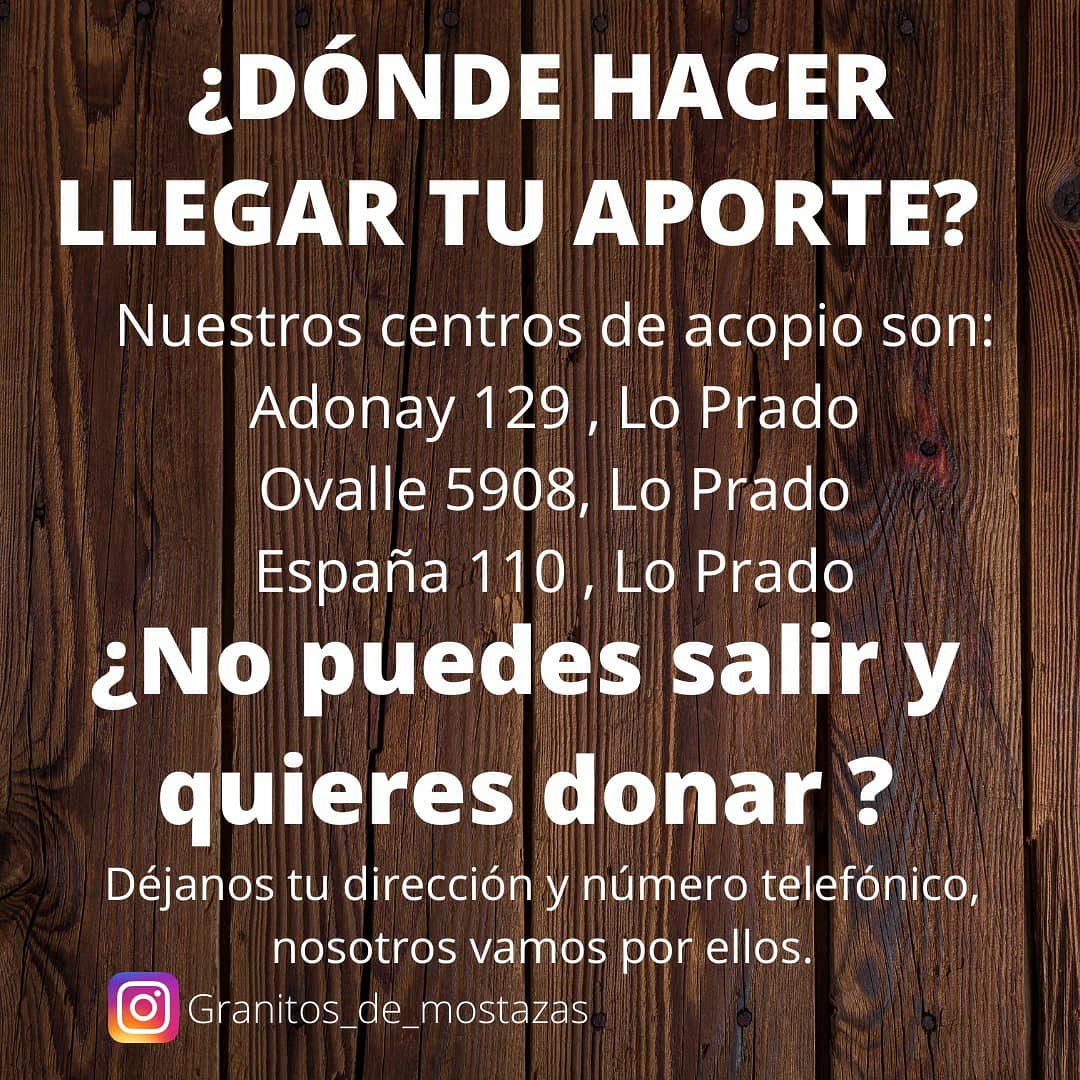 ¿DÓNDE HACER
LLEGAR TU APORTE?
Nuestros centros de acopio son:
Adonay 129 , Lo Prado
Ovalle 5908, Lo Prado
España 110 , Lo Prado
¿No puedes salir y
quieres donar ?
Déjanos tu dirección y número telefónico,
nosotros vamos por ellos.
Granitos_de_mostazas